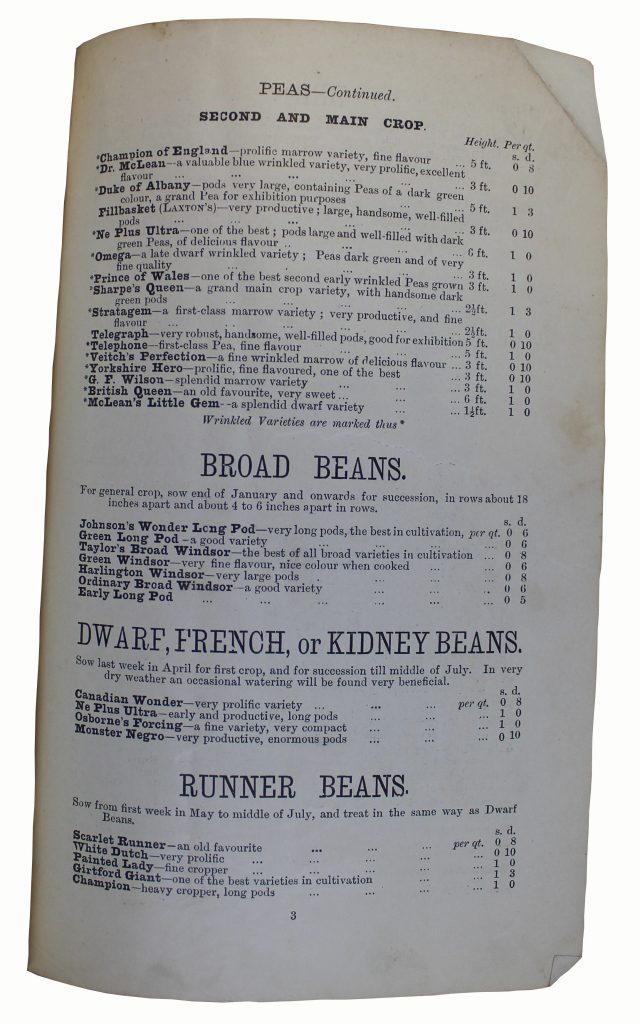 PEAS—Continued.
SECOND AND MAIN CROP.
Height. Per qt.
s. d.
*Champion of England—prolific marrow variety, fine flavour ... 5 ft. 0 8
*Dr. McLean—a valuable blue wrinkled variety, very prolific, excellent
flavour ... ... ... ... 3 ft. 0 10
*Duke of Albany—pods very large, containing Peas of a dark green
colour, a grand Pea for exhibition purposes ... 5 ft. 1 3
Fillbasket (LAXTON'S)—very productive; large, handsome, well-filled
pods ... ... ... ... 3 ft. 0 10
*Ne Plus Ultra—one of the best; pods large and well-filled with dark
green Peas, of delicious flavour .. ... ... 6 ft. 1 0
*Omega—a late dwarf wrinkled variety; Peas dark green and of very
fine quality ... ... ... ... 3 ft. 1 0
*Prince of Wales—one of the best second early wrinkled Peas grown 3 ft. 1 0
*Sharpe's Queen—a grand main crop variety, with handsome dark
green pods ... ... ... ... 2½ft. 1 3
*Stratagem—a first-class marrow variety; very productive, and fine
flavour ... ... ... ... 2½ft. 1 0
Telegraph—very robust, handsome, well-filled pods, good for exhibition 5 ft. 0 10
*Telephone—first-class Pea, fine flavour ... ... 5 ft. 1 0
*Veitch's Perfection—a fine wrinkled marrow of delicious flavour ... 3 ft. 0 10
*Yorkshire Hero—prolific, fine flavoured, one of the best ... 3 ft. 0 10
*G. F. Wilson—splendid marrow variety ... ... 3 ft. 1 0
*British Queen—an old favourite, very sweet ... ... ... 6 ft. 1 0
*McLean's Little Gem—a splendid dwarf variety ... ... 1½ft. 1 0
Wrinkled Varieties are marked thus *
BROAD BEANS.
For general crop, sow end of January and onwards for succession, in rows about 18
inches apart and about 4 to 6 inches apart in rows.
s. d.
Johnson's Wonder Long Pod—very long pods, the best in cultivation, per qt. 0 6
Green Long Pod—a good variety ... 0 6
Taylor's Broad Windsor—the best of all broad varieties in cultivation ... 0 8
Green Windsor—very fine flavour, nice colour when cooked ... ... 0 6
Harlington Windsor—very large pods . ... ... ... 0 8
Ordinary Broad Windsor—a good variety ... ... .. 0 6
Early Long Pod ... ... ... ... ... ... 0 5
DWARF, FRENCH, or KIDNEY BEANS.
Sow last week in April for first crop, and for succession till middle of July. In very
dry weather an occasional watering will be found very beneficial.
s. d.
Canadian Wonder—very prolific variety ... ... ... per qt. 0 8
Ne Plus Ultra—early and productive, long pods ... ... ... 1 0
Osborne's Forcing—a fine variety, very compact ... ... ... 1 0
Monster Negro—very productive, enormous pods ... ... ... 0 10
RUNNER BEANS.
Sow from first week in May to middle of July, and treat in the same way as Dwarf
Beans.
s. d.
Scarlet Runner—an old favourite ... ... ... per qt. 0 8
White Dutch—very prolific ... ... ... ... 0 10
Painted Lady—fine cropper ... ... ... ... ... 1 0
Girtford Giant—one of the best varieties in cultivation ... ... 1 3
Champion—heavy cropper, long pods ... ... ... ... 1 0
3